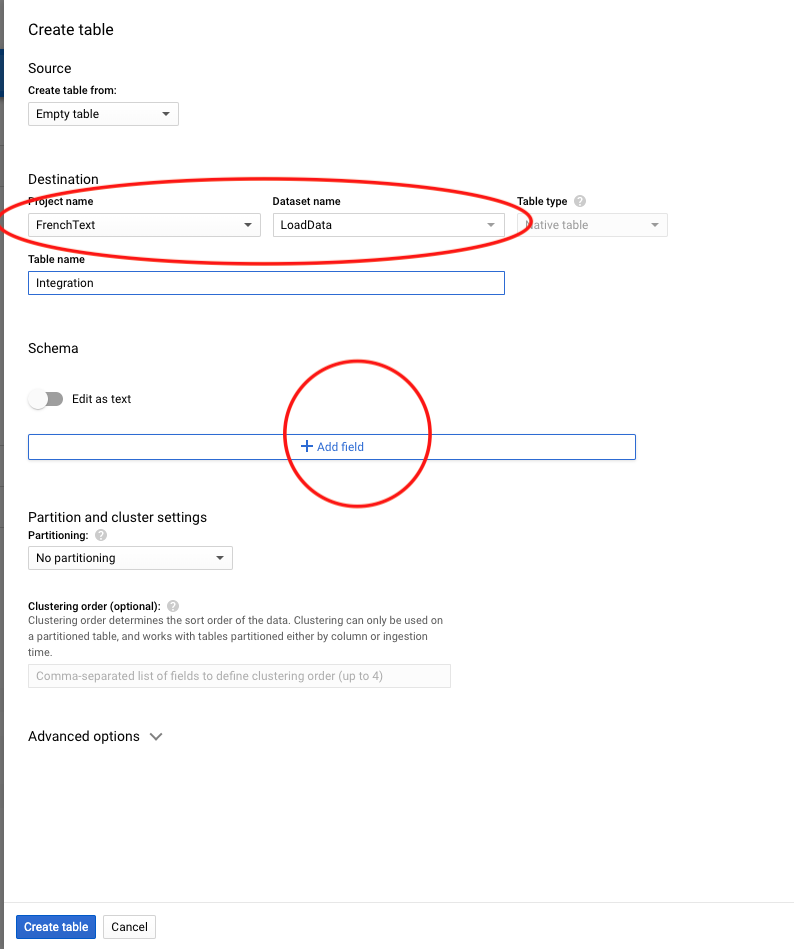 Create table
Source
Create table from:
Empty table
Destination
Project name Dataset name Table type ?
FrenchText LoadData Native table
Table name
Integration
Schema
Edit as text
+ Add field
Partition and cluster settings
Partitioning: ?
No partitioning
Clustering order (optional): ?
Clustering order determines the sort order of the data. Clustering can only be used on
a partitioned table, and works with tables partitioned either by column or ingestion
time.
Comma-separated list of fields to define clustering order (up to 4)
Advanced options
Create table Cancel